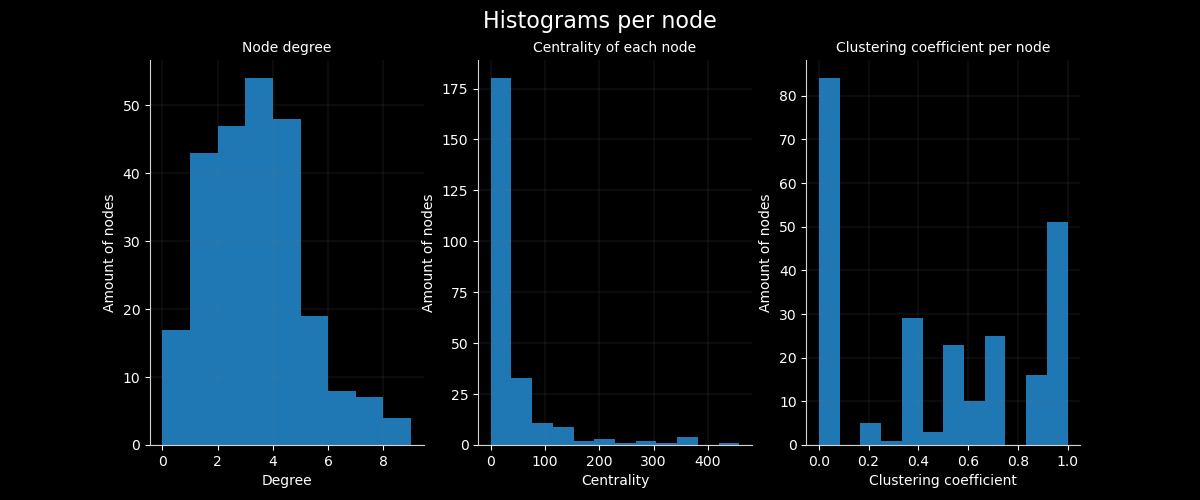 Histograms per node
Node degree
Amount of nodes
50
40
30
20
10
0
0 2 4 6 8
Degree
Centrality of each node
Amount of nodes
175
150
125
100
75
50
25
0
0 100 200 300 400
Centrality
Clustering coefficient per node
Amount of nodes
80
70
60
50
40
30
20
10
0
0.0 0.2 0.4 0.6 0.8 1.0
Clustering coefficient